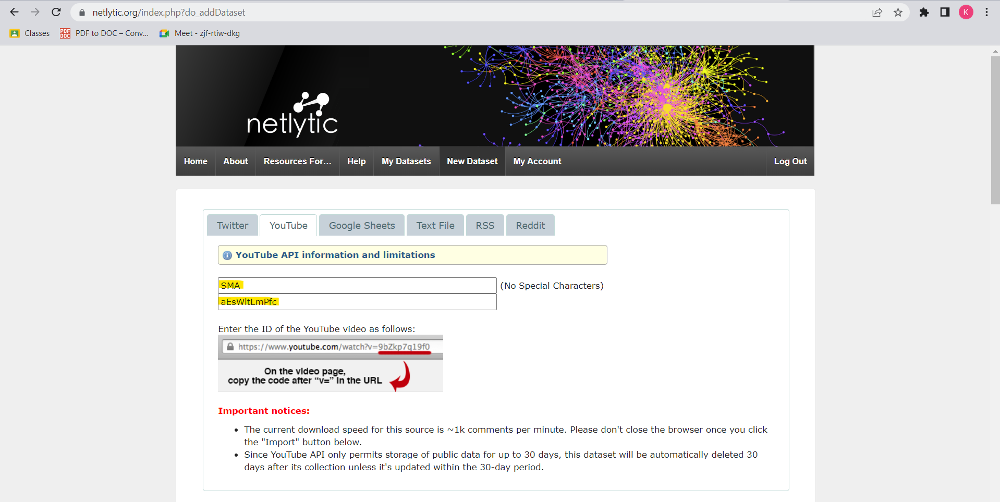 netlytic.org/index.php?do_addDataset
K
Classes
PDF to DOC – Conv...
Meet - zjf-rtiw-dkg
netlytic
Home About Resources For... Help My Datasets New Dataset My Account Log Out
Twitter YouTube Google Sheets Text File RSS Reddit
YouTube API information and limitations
SMA (No Special Characters)
aEsWltLmPfc
Enter the ID of the YouTube video as follows:
https://www.youtube.com/watch?v=9bZkp7q19f0
On the video page,
copy the code after “v=” in the URL
Important notices:
• The current download speed for this source is ~1k comments per minute. Please don't close the browser once you click
the "Import" button below.
• Since YouTube API only permits storage of public data for up to 30 days, this dataset will be automatically deleted 30
days after its collection unless it's updated within the 30-day period.